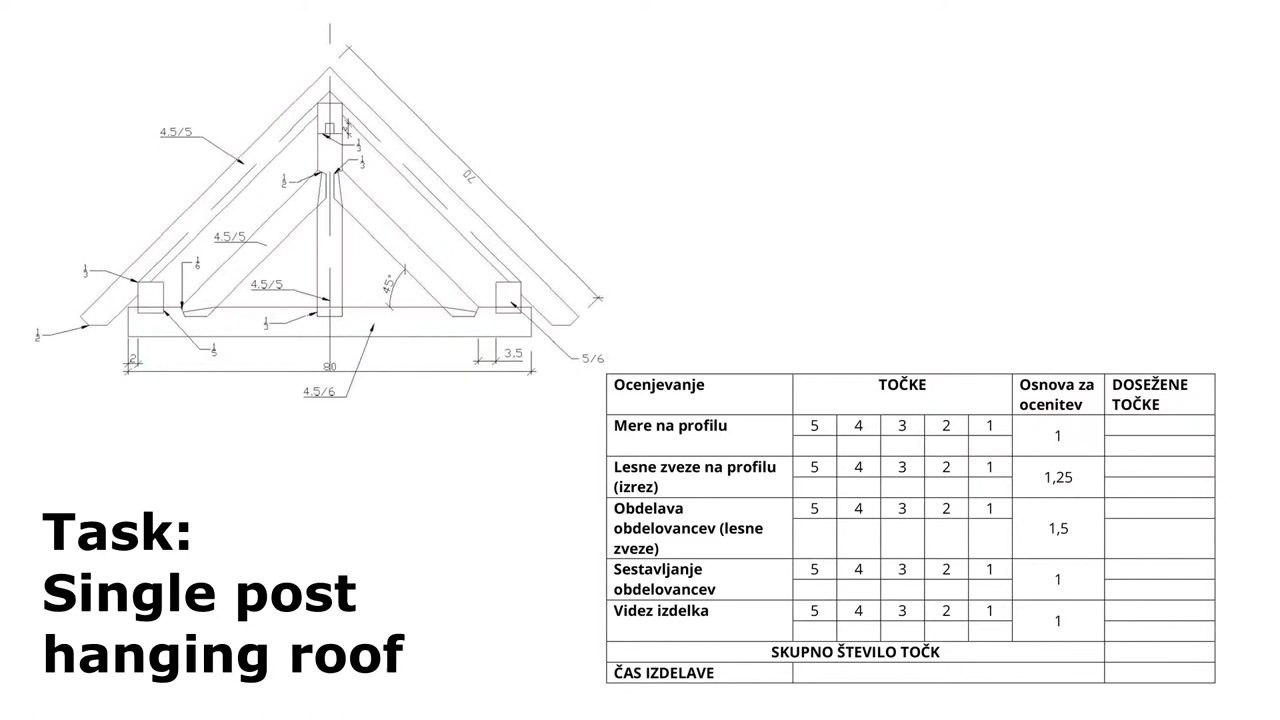 4.5/5
1/3
1/3
1/2
70
4.5/5
1/6
1/3
45°
4.5/5
1/3
1/2
1/5
5/6
2
3,5
80
4.5/6
Ocenjevanje TOČKE Osnova za ocenitev DOSEŽENE TOČKE
Mere na profilu 5 4 3 2 1 1
Lesne zveze na profilu (izrez) 5 4 3 2 1 1,25
Obdelava obdelovancev (lesne zveze) 5 4 3 2 1 1,5
Sestavljanje obdelovancev 5 4 3 2 1 1
Videz izdelka 5 4 3 2 1 1
SKUPNO ŠTEVILO TOČK
ČAS IZDELAVE
Task:
Single post
hanging roof